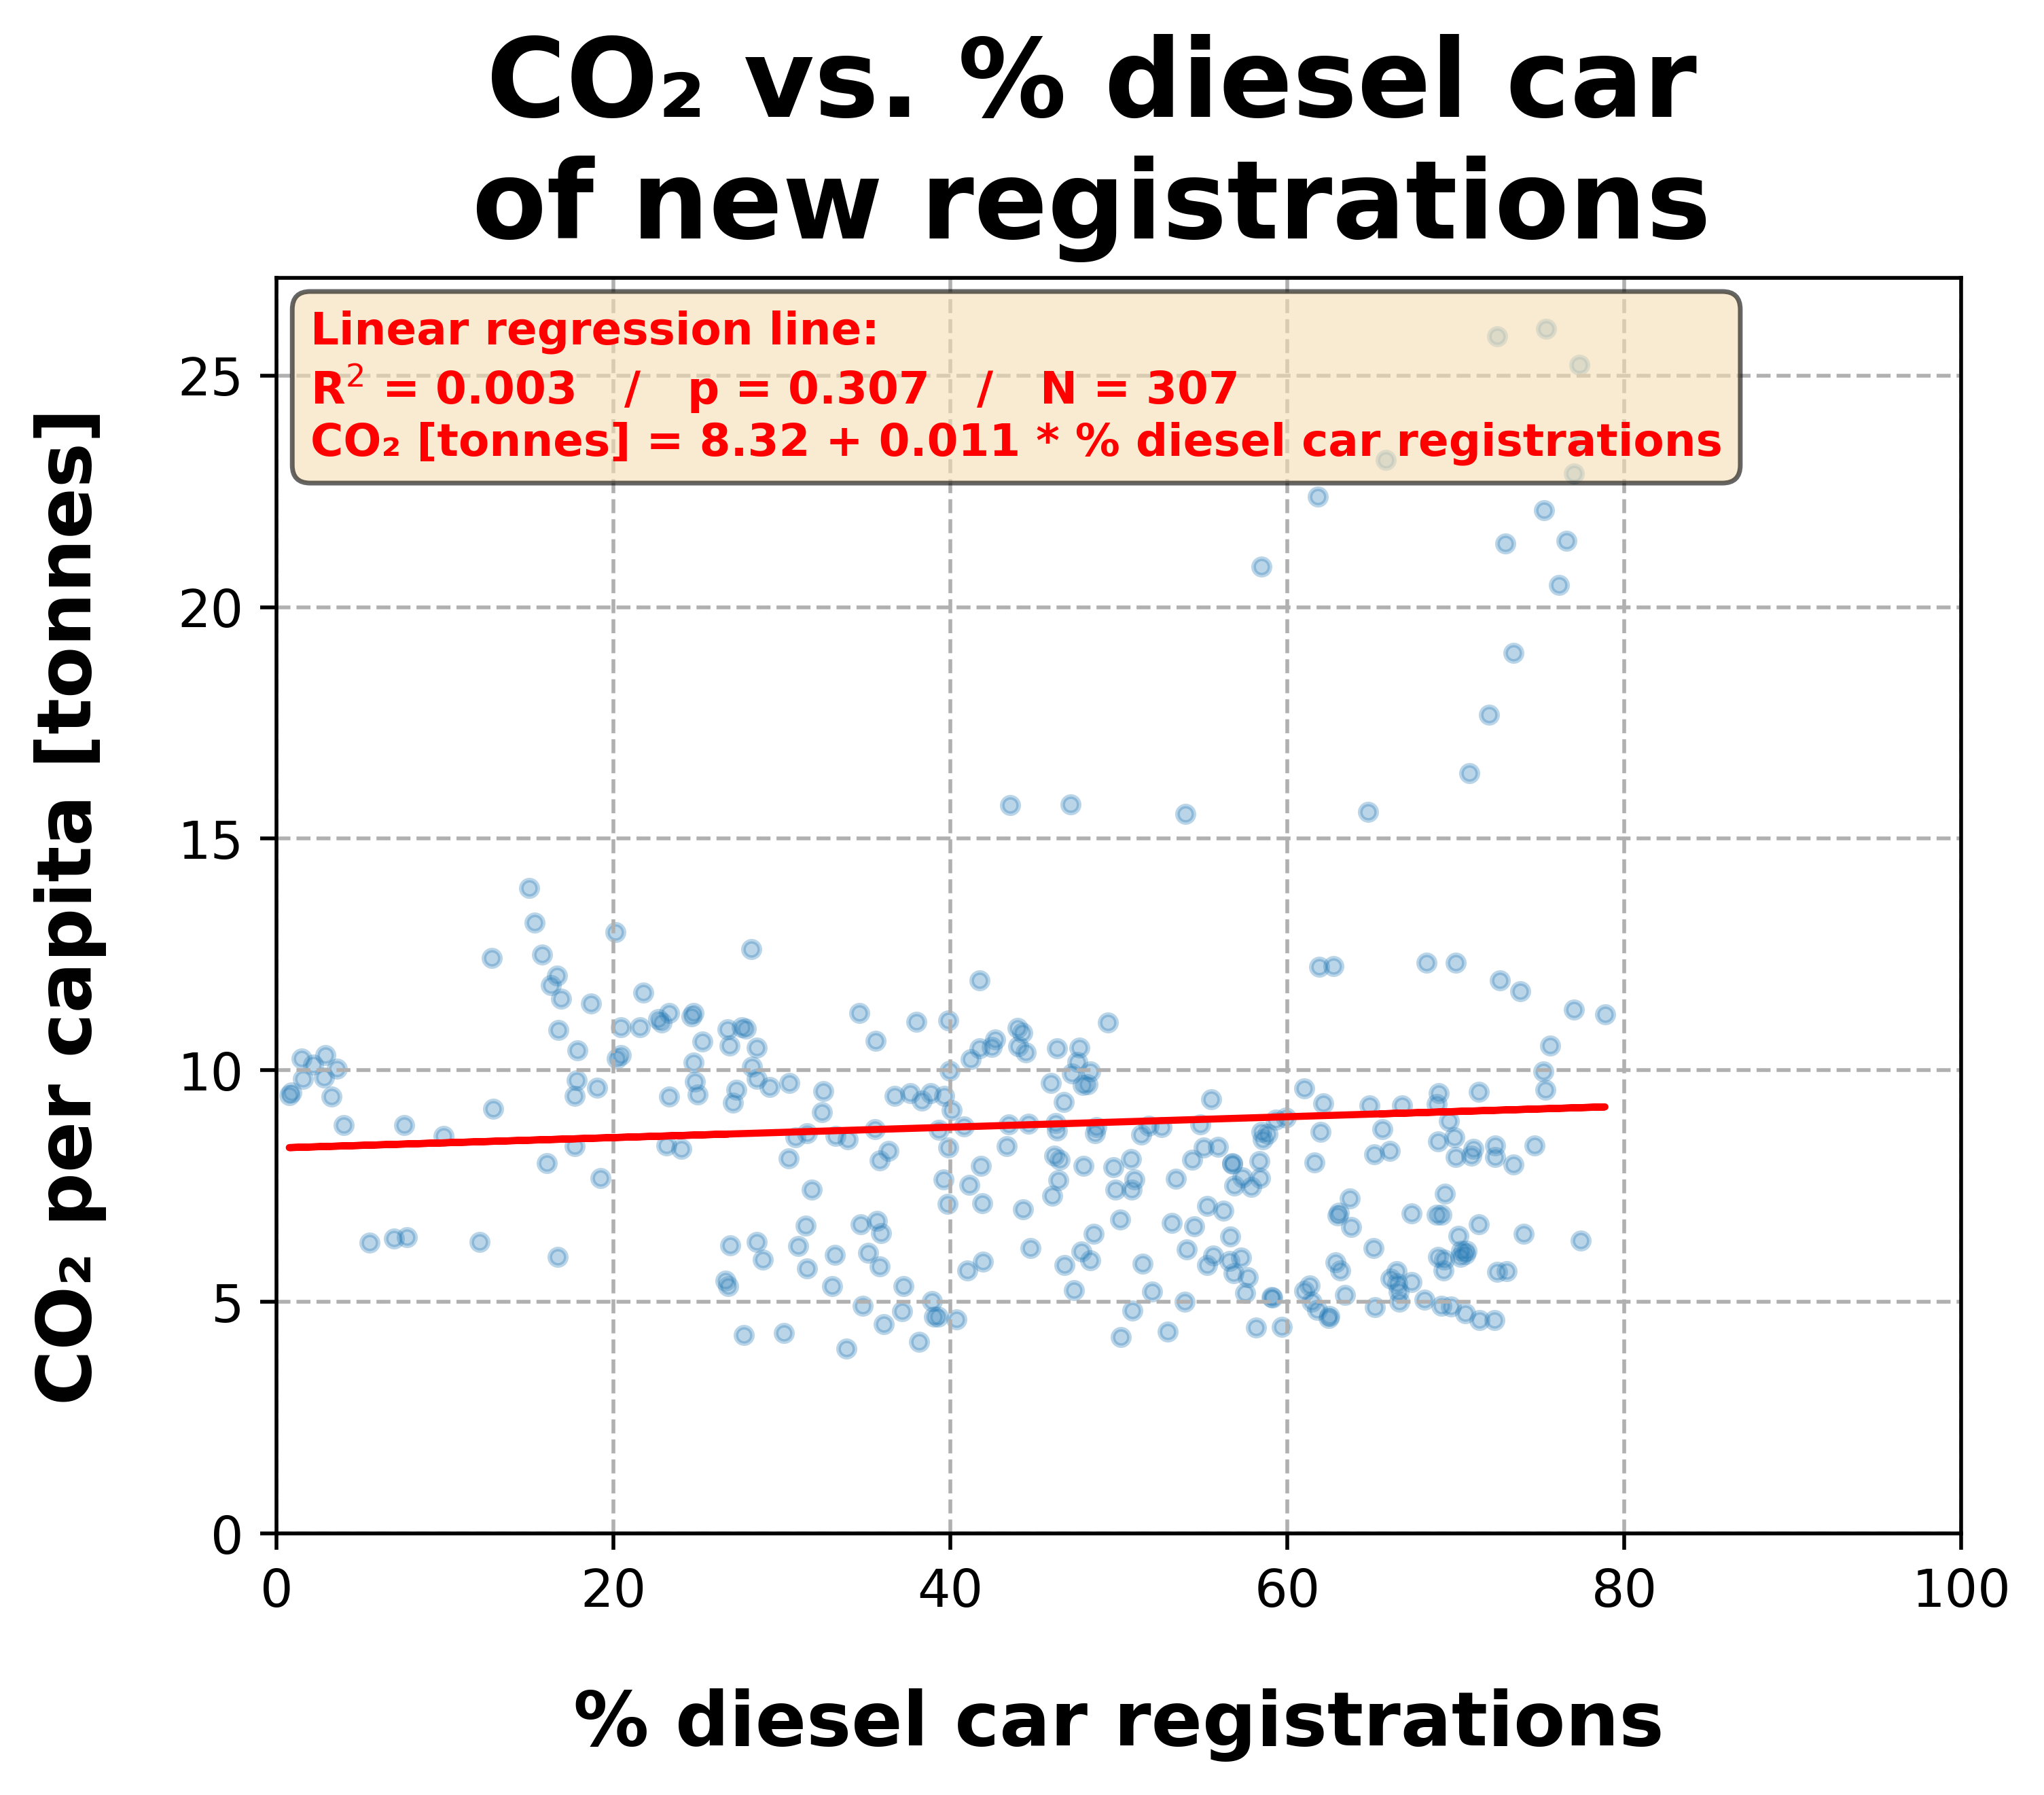 CO₂ vs. % diesel car
of new registrations
Linear regression line:
R² = 0.003 / p = 0.307 / N = 307
CO₂ [tonnes] = 8.32 + 0.011 * % diesel car registrations
CO₂ per capita [tonnes]
25
20
15
10
5
0
0 20 40 60 80 100
% diesel car registrations